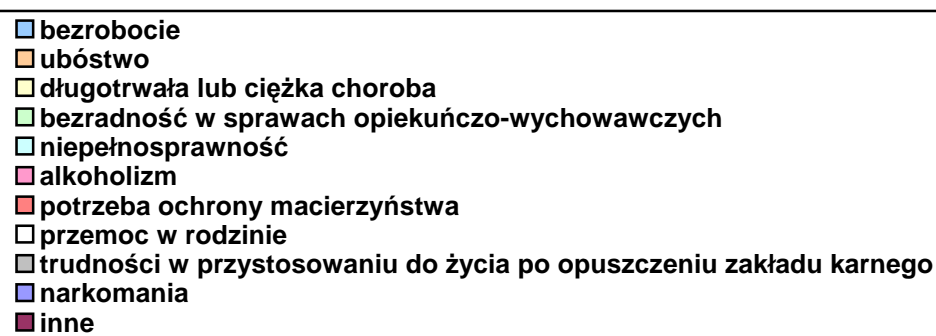 bezrobocie
ubóstwo
długotrwała lub ciężka choroba
bezradność w sprawach opiekuńczo-wychowawczych
niepełnosprawność
alkoholizm
potrzeba ochrony macierzyństwa
przemoc w rodzinie
trudności w przystosowaniu do życia po opuszczeniu zakładu karnego
narkomania
inne